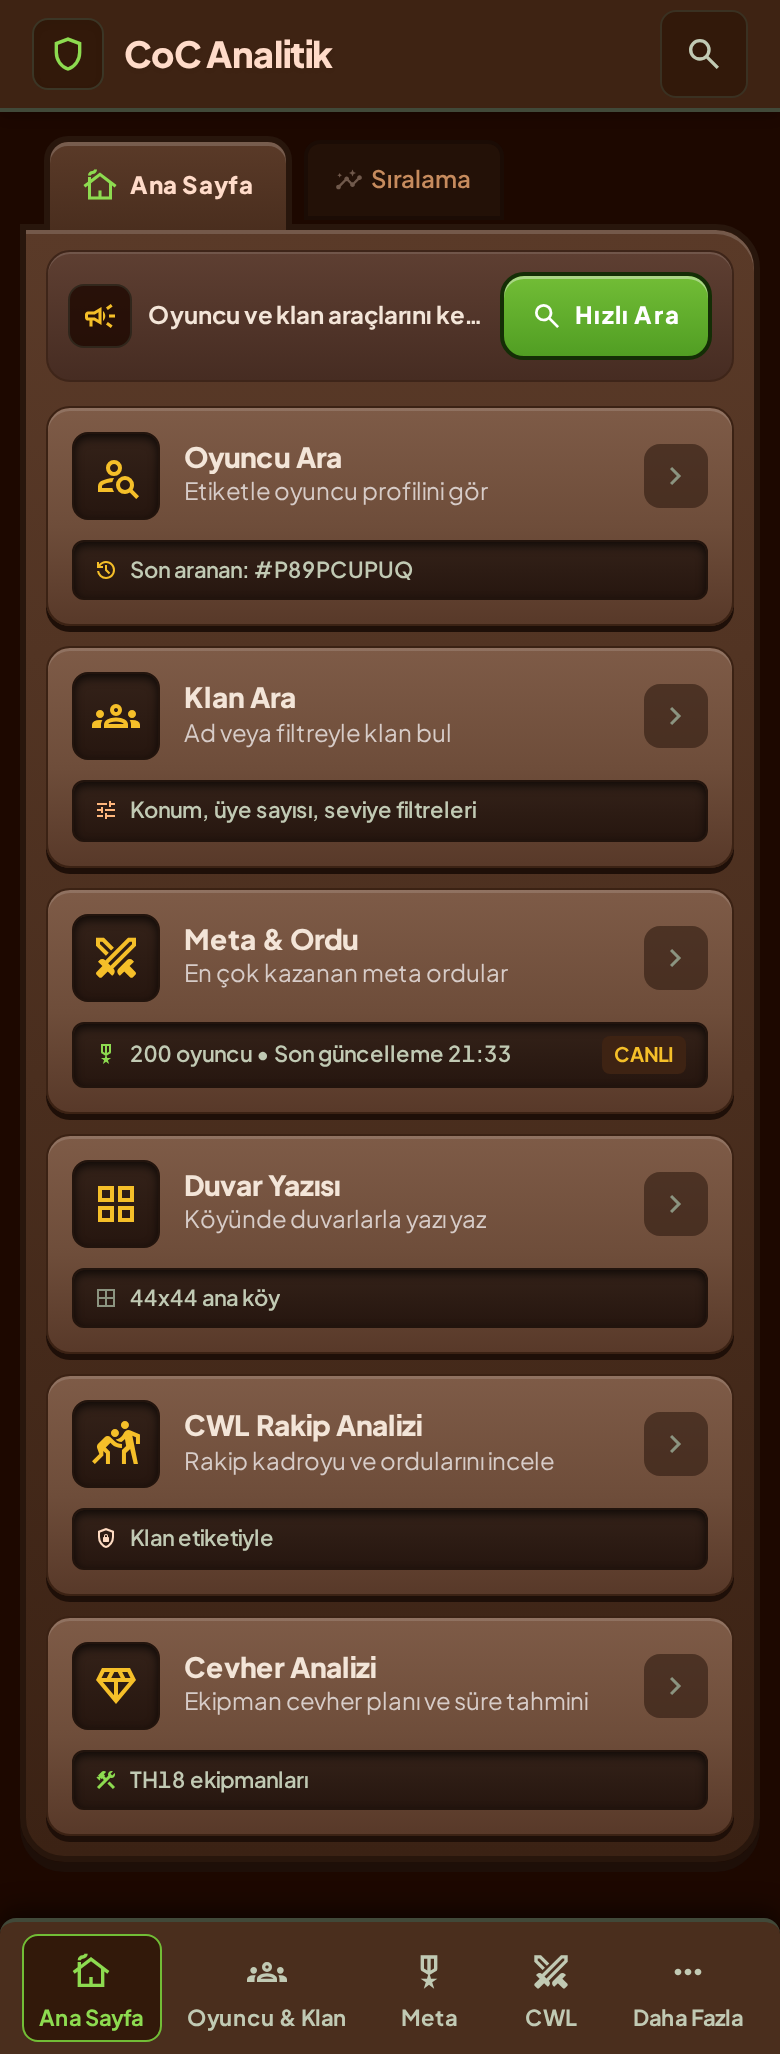 CoC Analitik
Ana Sayfa
Sıralama
Oyuncu ve klan araçlarını ke...
Hızlı Ara
Oyuncu Ara
Etiketle oyuncu profilini gör
Son aranan: #P89PCUPUQ
Klan Ara
Ad veya filtreyle klan bul
Konum, üye sayısı, seviye filtreleri
Meta & Ordu
En çok kazanan meta ordular
200 oyuncu • Son güncelleme 21:33
CANLI
Duvar Yazısı
Köyünde duvarlarla yazı yaz
44x44 ana köy
CWL Rakip Analizi
Rakip kadroyu ve ordularını incele
Klan etiketiyle
Cevher Analizi
Ekipman cevher planı ve süre tahmini
TH18 ekipmanları
Ana Sayfa
Oyuncu & Klan
Meta
CWL
Daha Fazla